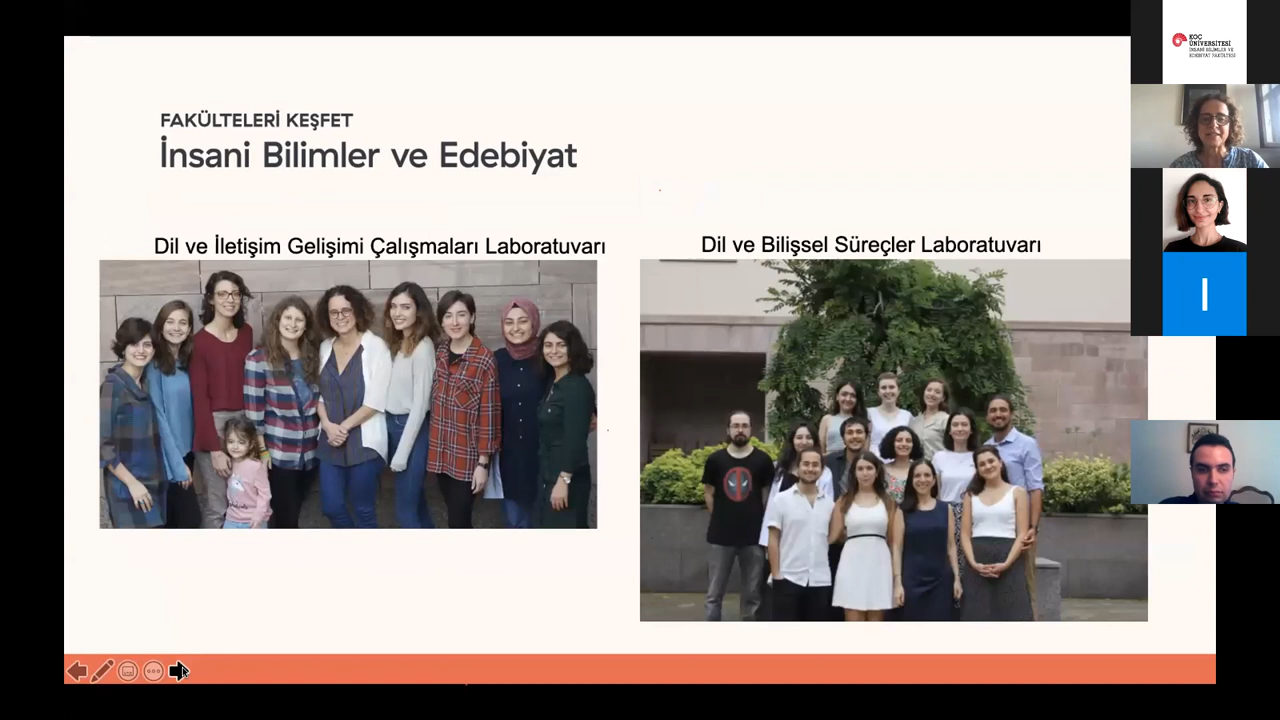 FAKÜLTELERİ KEŞFET
İnsani Bilimler ve Edebiyat
Dil ve İletişim Gelişimi Çalışmaları Laboratuvarı
Dil ve Bilişsel Süreçler Laboratuvarı
KOÇ
ÜNİVERSİTESİ
İNSANİ BİLİMLER VE
EDEBİYAT FAKÜLTESİ
I